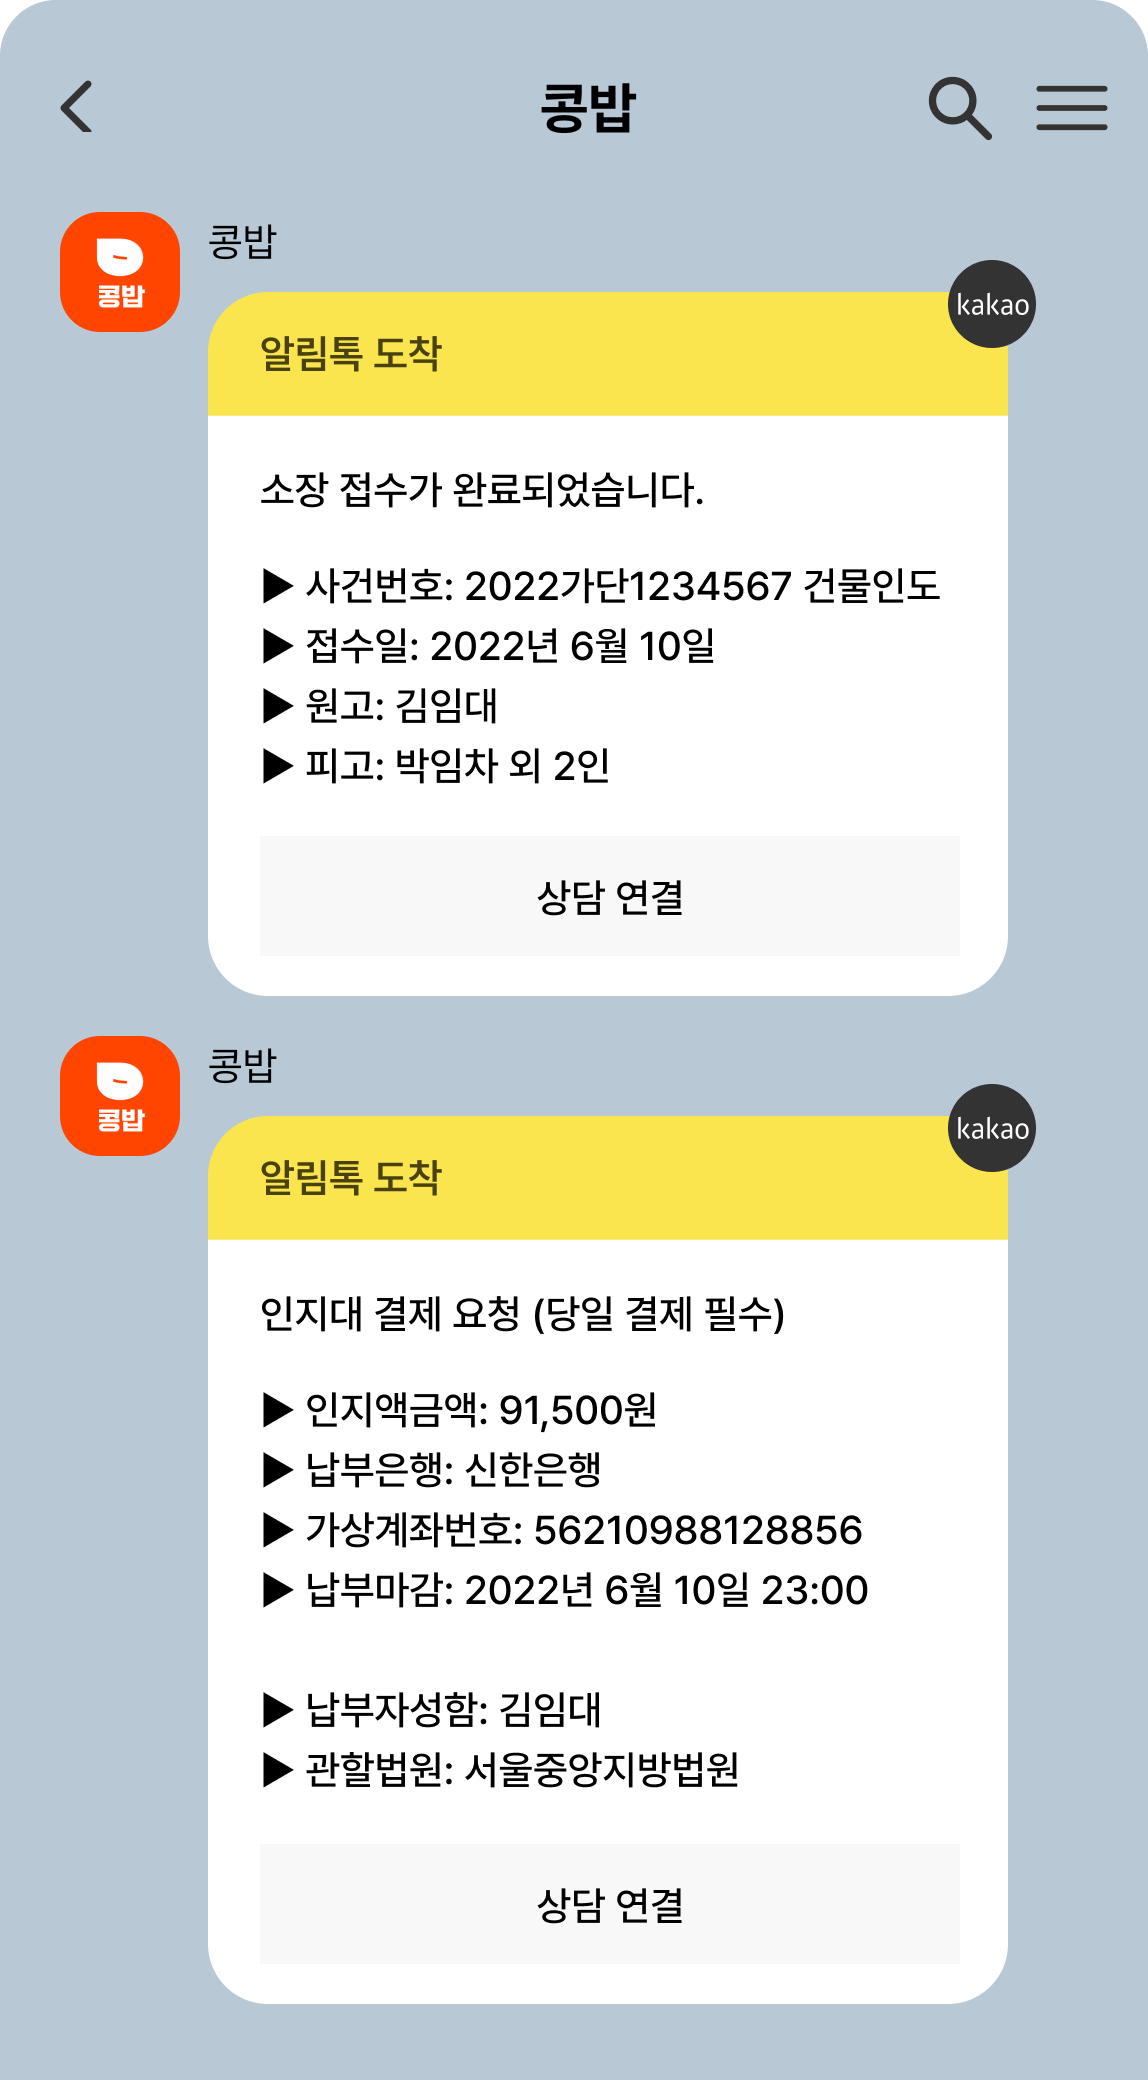 콩밥
콩밥
콩밥
kakao
알림톡 도착
소장 접수가 완료되었습니다.
▶ 사건번호: 2022가단1234567 건물인도
▶ 접수일: 2022년 6월 10일
▶ 원고: 김임대
▶ 피고: 박임차 외 2인
상담 연결
콩밥
콩밥
kakao
알림톡 도착
인지대 결제 요청 (당일 결제 필수)
▶ 인지액금액: 91,500원
▶ 납부은행: 신한은행
▶ 가상계좌번호: 56210988128856
▶ 납부마감: 2022년 6월 10일 23:00
▶ 납부자성함: 김임대
▶ 관할법원: 서울중앙지방법원
상담 연결